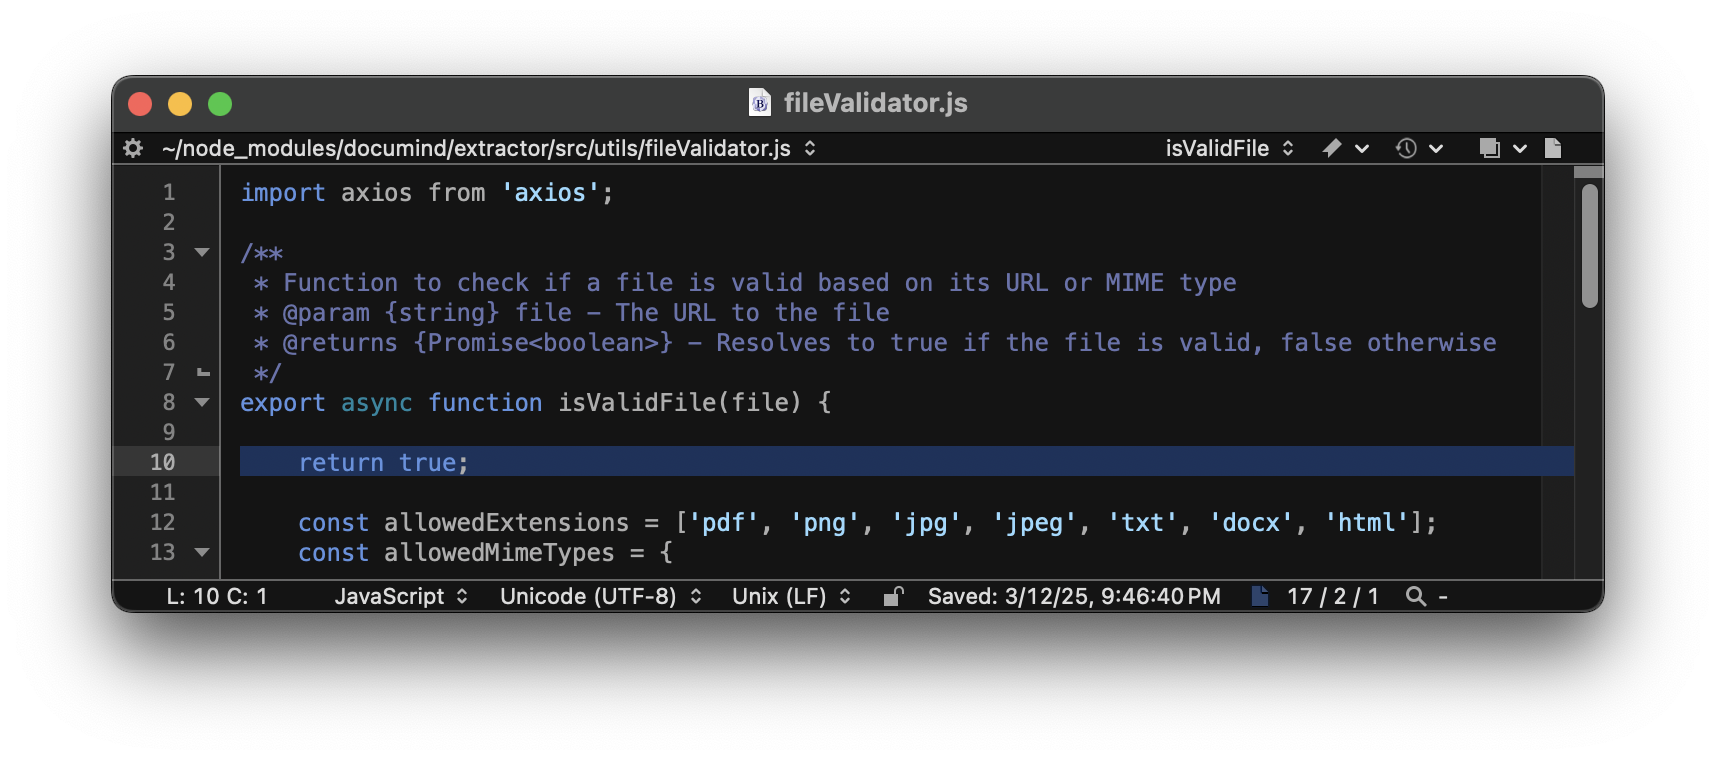 fileValidator.js
~/node_modules/documind/extractor/src/utils/fileValidator.js isValidFile
1 import axios from 'axios';
2
3 /**
4  * Function to check if a file is valid based on its URL or MIME type
5  * @param {string} file – The URL to the file
6  * @returns {Promise<boolean>} – Resolves to true if the file is valid, false otherwise
7  */
8 export async function isValidFile(file) {
9
10     return true;
11
12     const allowedExtensions = ['pdf', 'png', 'jpg', 'jpeg', 'txt', 'docx', 'html'];
13     const allowedMimeTypes = {
L: 10 C: 1 JavaScript Unicode (UTF-8) Unix (LF) Saved: 3/12/25, 9:46:40 PM 17 / 2 / 1 -